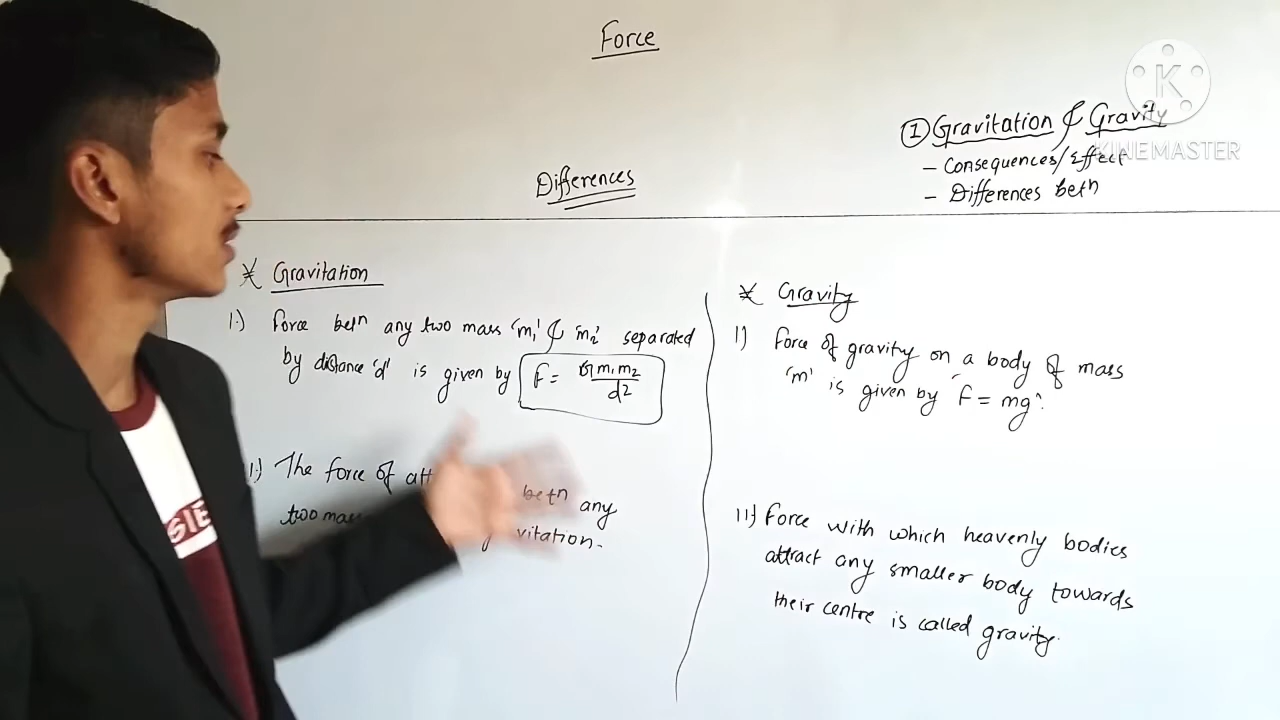 Force
① Gravitation & Gravity
- Consequences/Effect
- Differences betn
KINEMASTER
Differences
Gravitation
I.) Force betn any two mass 'm₁' & 'm₂' separated
by distance 'd' is given by F = Gm₁m₂/d²
The force of betn any
two mass
Gravity
I) Force of gravity on a body of mass
'm' is given by F = mg.
II) Force with which heavenly bodies
attract any smaller body towards
their centre is called gravity.